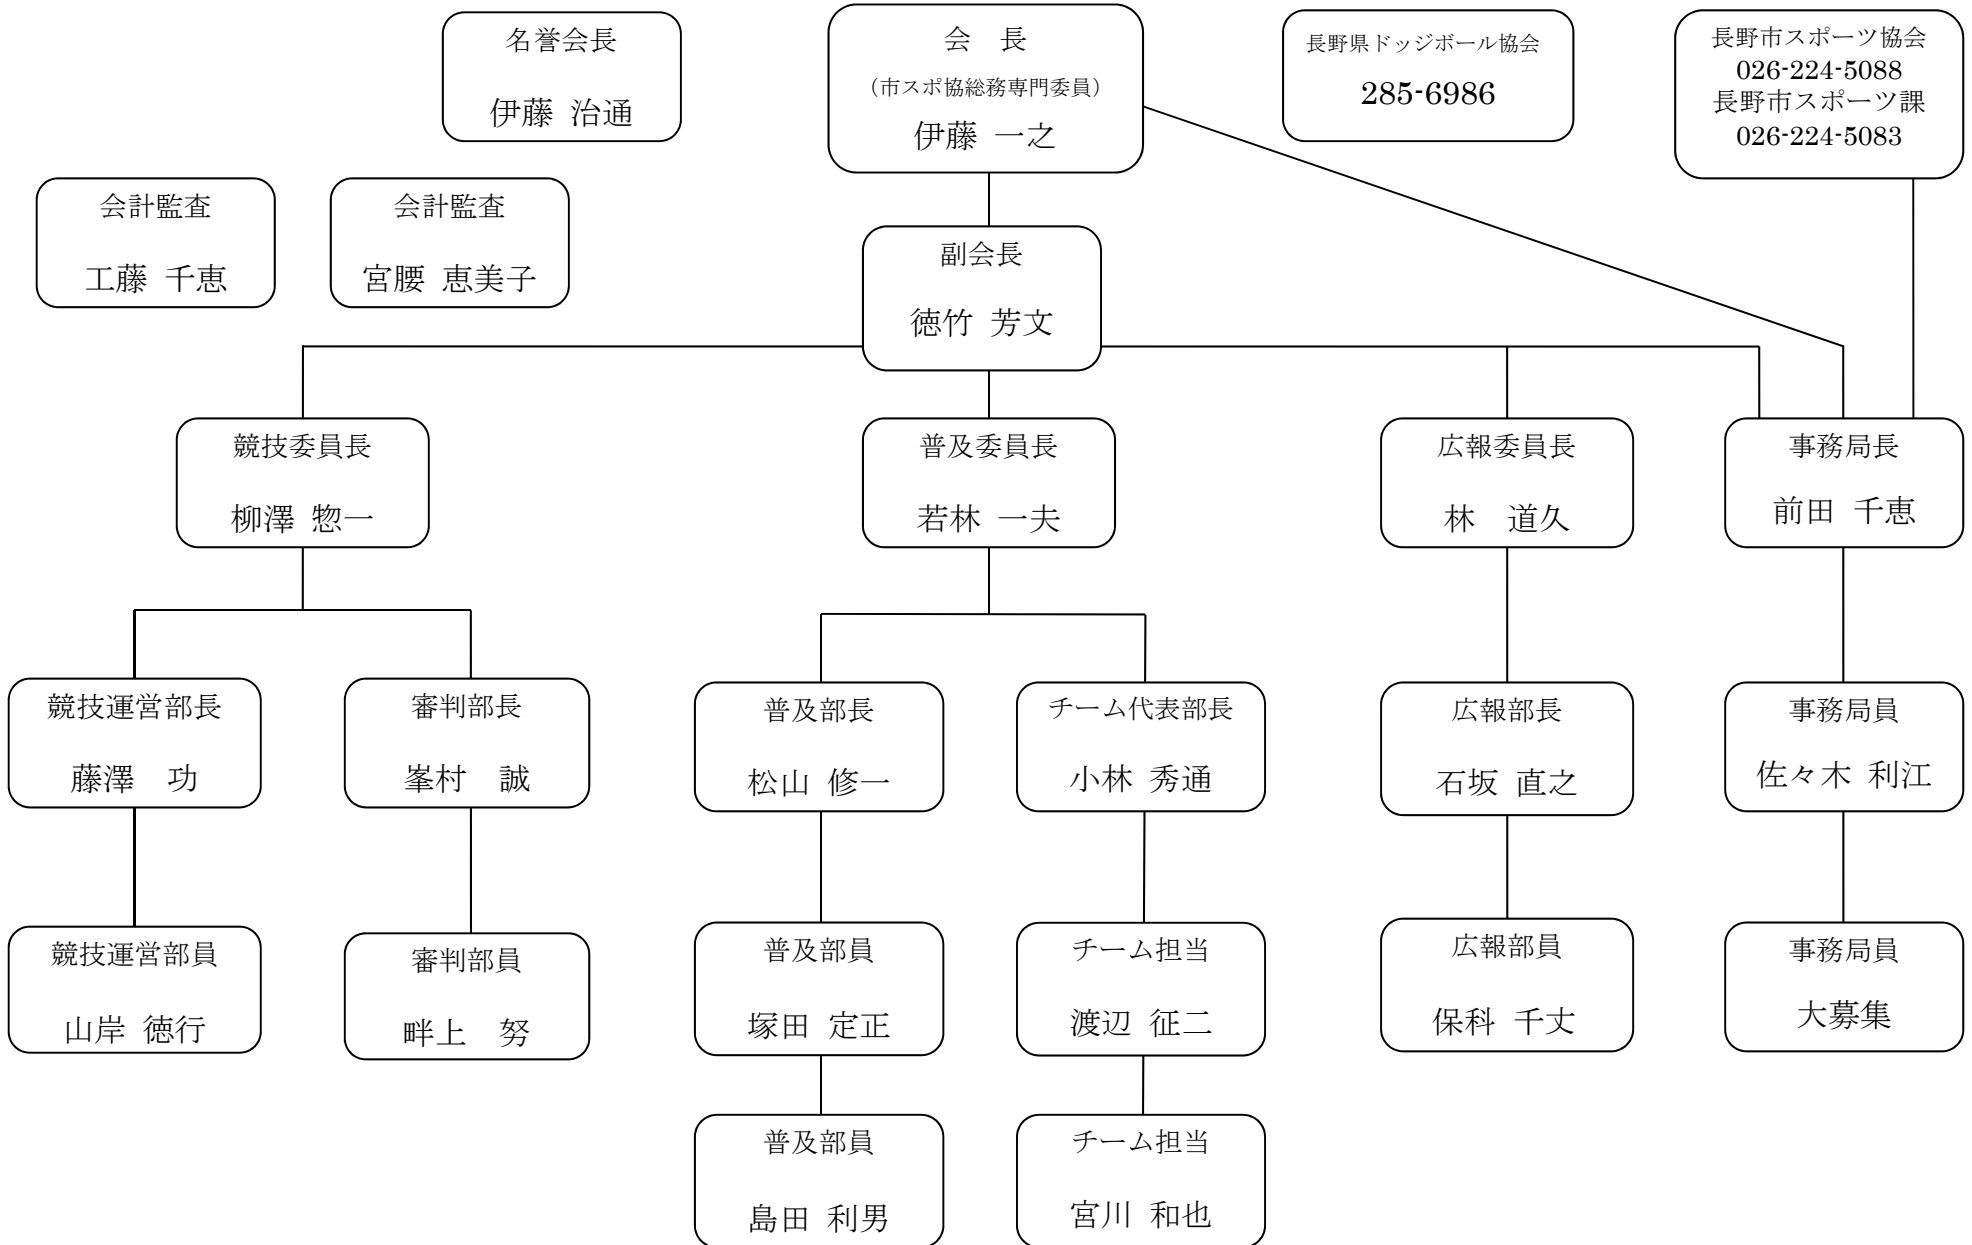 名誉会長
伊藤 治通
会　長
（市スポ協総務専門委員）
伊藤 一之
長野県ドッジボール協会
285-6986
長野市スポーツ協会
026-224-5088
長野市スポーツ課
026-224-5083
会計監査
工藤 千恵
会計監査
宮腰 恵美子
副会長
徳竹 芳文
競技委員長
柳澤 惣一
普及委員長
若林 一夫
広報委員長
林　道久
事務局長
前田 千恵
競技運営部長
藤澤　功
審判部長
峯村　誠
普及部長
松山 修一
チーム代表部長
小林 秀通
広報部長
石坂 直之
事務局員
佐々木 利江
競技運営部員
山岸 徳行
審判部員
畔上　努
普及部員
塚田 定正
チーム担当
渡辺 征二
広報部員
保科 千丈
事務局員
大募集
普及部員
島田 利男
チーム担当
宮川 和也